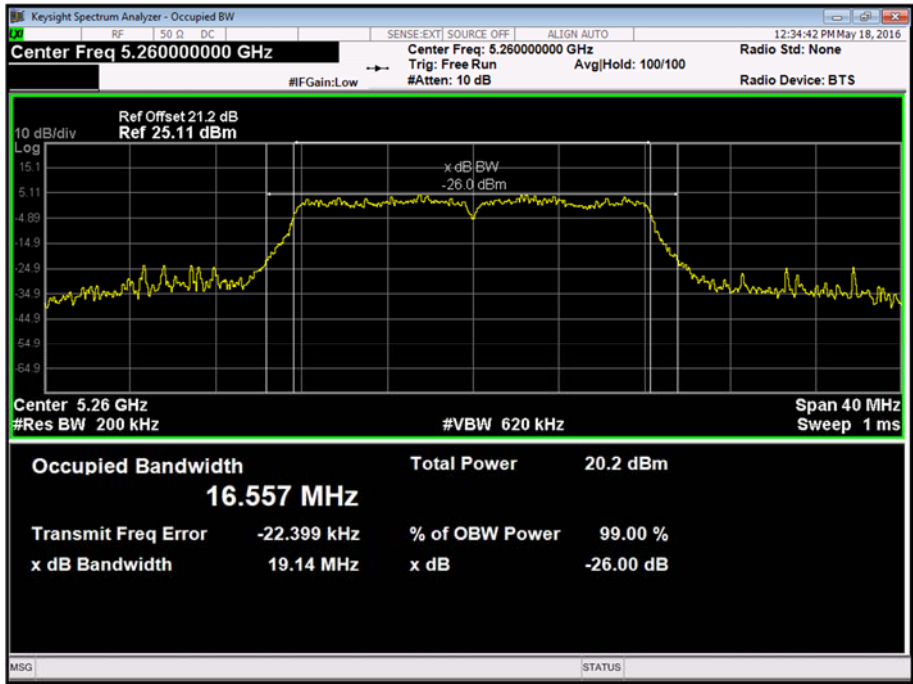 Keysight Spectrum Analyzer - Occupied BW
LXI RF 50 Ω DC SENSE:EXT SOURCE OFF ALIGN AUTO 12:34:42 PM May 18, 2016
Center Freq 5.260000000 GHz
Center Freq: 5.260000000 GHz
Radio Std: None
Trig: Free Run Avg|Hold: 100/100
#IFGain:Low #Atten: 10 dB Radio Device: BTS
Ref Offset 21.2 dB
10 dB/div Ref 25.11 dBm
Log
15.1
x dB BW
-26.0 dBm
5.11
-4.89
-14.9
-24.9
-34.9
-44.9
-54.9
-64.9
Center 5.26 GHz Span 40 MHz
#Res BW 200 kHz #VBW 620 kHz Sweep 1 ms
Occupied Bandwidth Total Power 20.2 dBm
16.557 MHz
Transmit Freq Error -22.399 kHz % of OBW Power 99.00 %
x dB Bandwidth 19.14 MHz x dB -26.00 dB
MSG STATUS